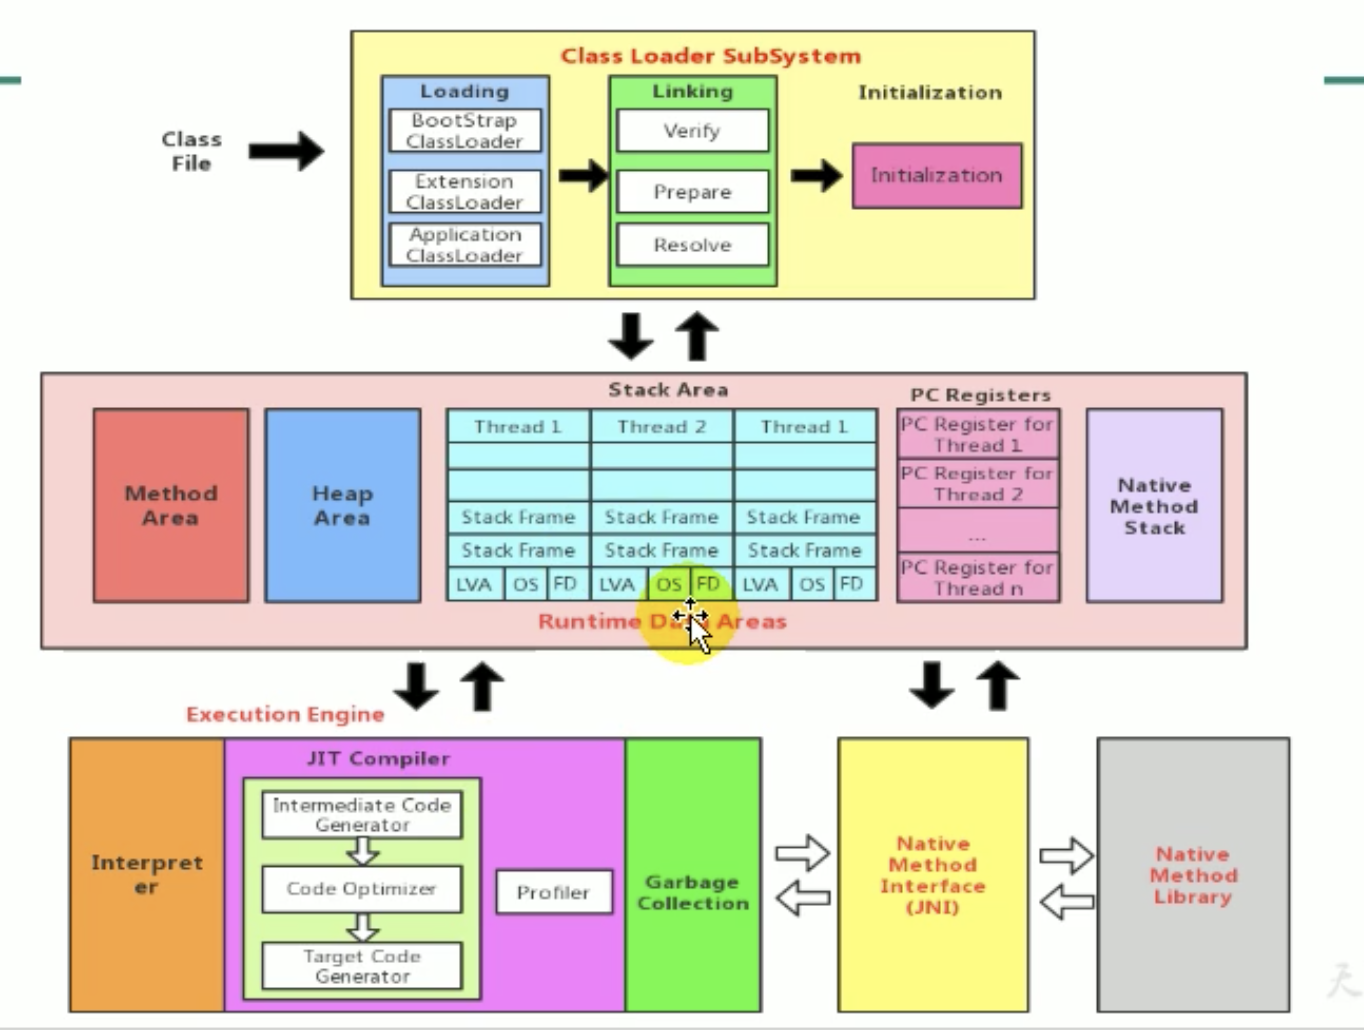 Class Loader SubSystem
Class
File
Loading
BootStrap
ClassLoader
Extension
ClassLoader
Application
ClassLoader
Linking
Verify
Prepare
Resolve
Initialization
Initialization
Method
Area
Heap
Area
Stack Area
Thread 1 Thread 2 Thread 1
Stack Frame Stack Frame Stack Frame
Stack Frame Stack Frame Stack Frame
LVA OS FD LVA OS FD LVA OS FD
PC Registers
PC Register for
Thread 1
PC Register for
Thread 2
...
PC Register for
Thread n
Native
Method
Stack
Runtime Data Areas
Execution Engine
Interpret
er
JIT Compiler
Intermediate Code
Generator
Code Optimizer
Target Code
Generator
Profiler
Garbage
Collection
Native
Method
Interface
(JNI)
Native
Method
Library
天